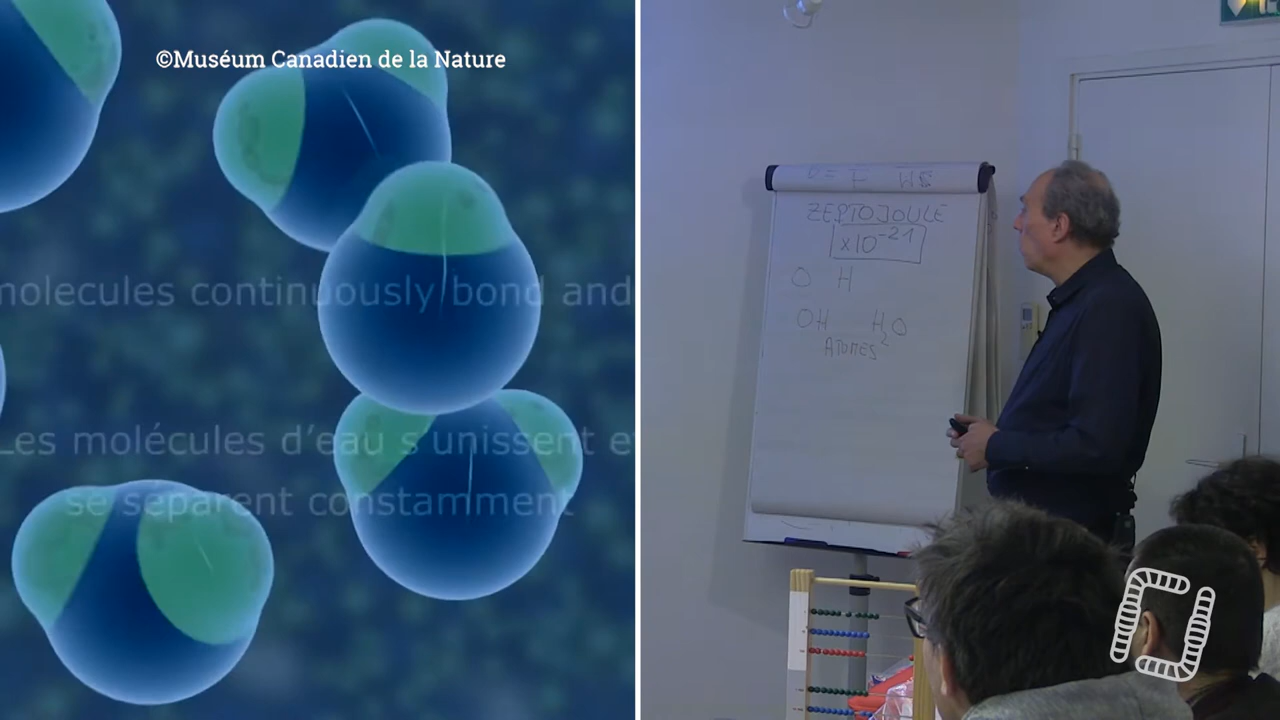 ©Muséum Canadien de la Nature
molecules continuously bond and
Les molécules d'eau s'unissent et
se séparent constamment
ZEPTOJOULE
x10⁻²¹
O H
OH H₂O
ATOMES